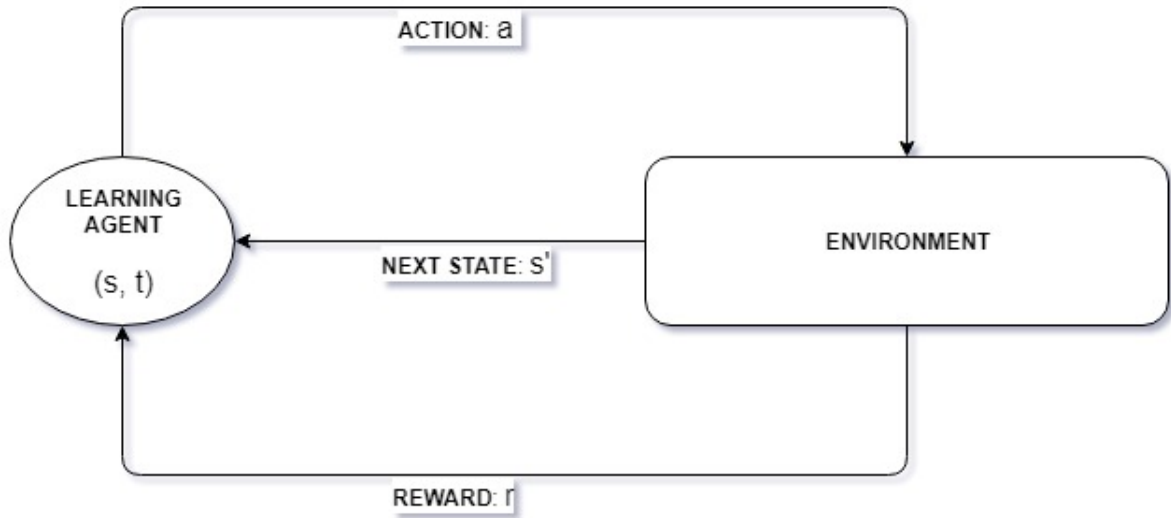 ACTION: a
LEARNING
AGENT
(s, t)
ENVIRONMENT
NEXT STATE: s'
REWARD: r